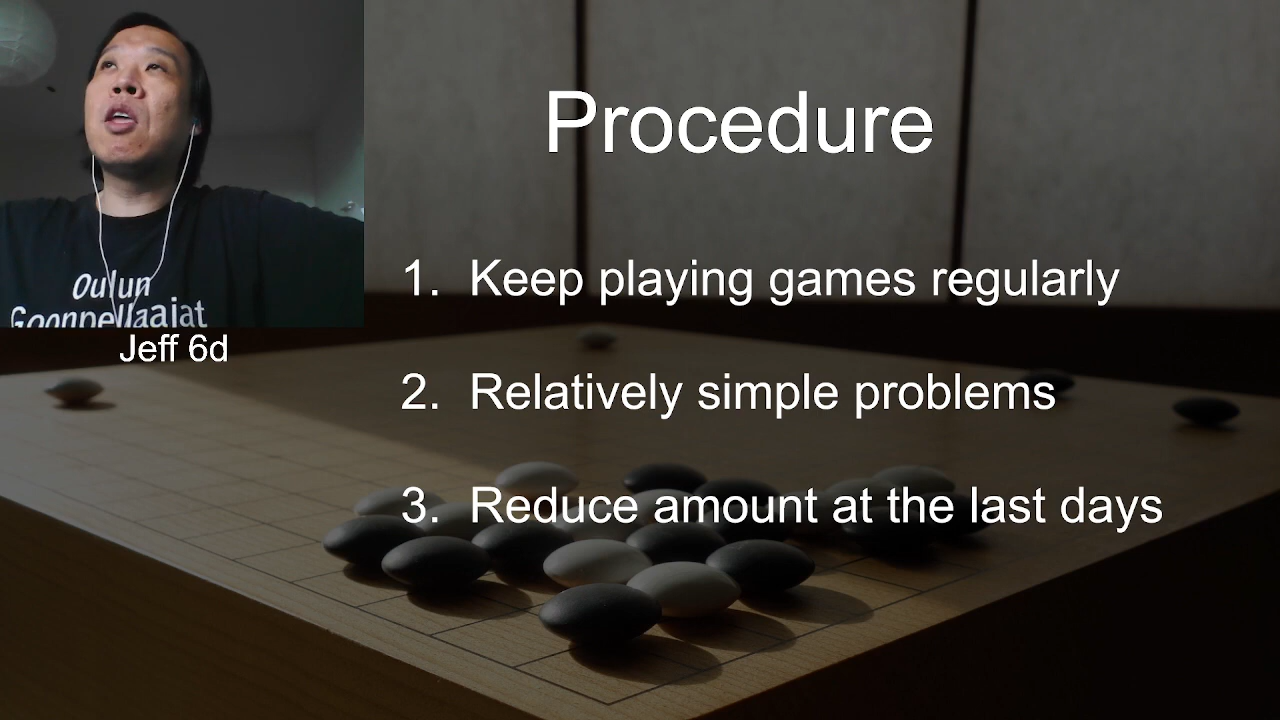 Procedure
1. Keep playing games regularly
2. Relatively simple problems
3. Reduce amount at the last days
Oulun
Goonpellaajat
Jeff 6d